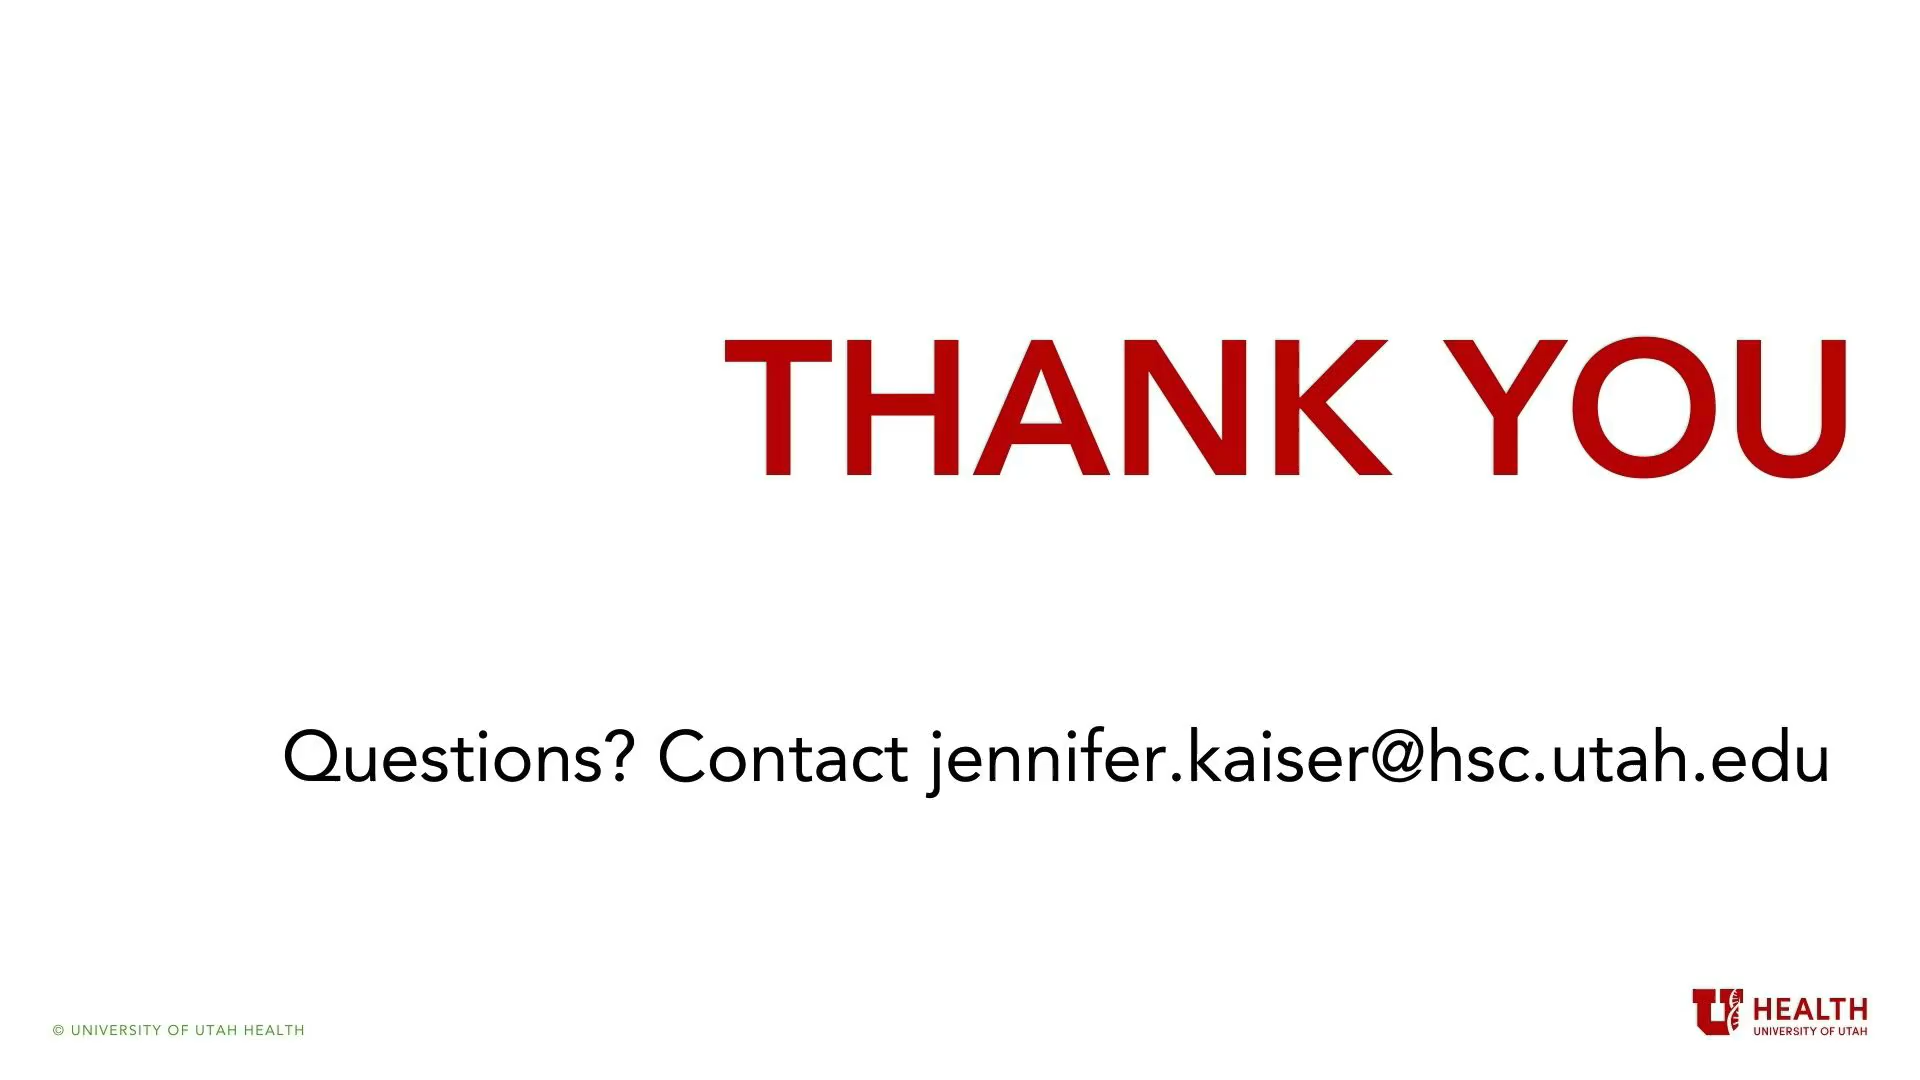 THANK YOU
Questions? Contact jennifer.kaiser@hsc.utah.edu
© UNIVERSITY OF UTAH HEALTH
U HEALTH
UNIVERSITY OF UTAH